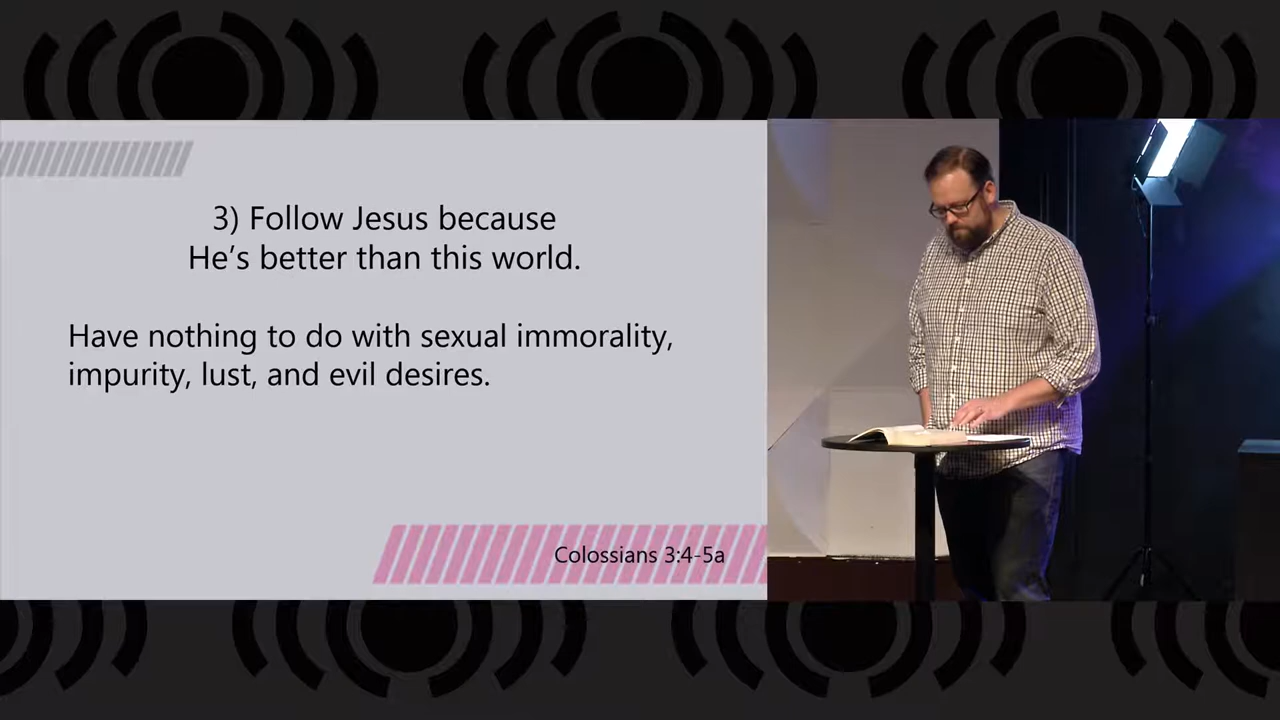 3) Follow Jesus because
He’s better than this world.
Have nothing to do with sexual immorality,
impurity, lust, and evil desires.
Colossians 3:4-5a